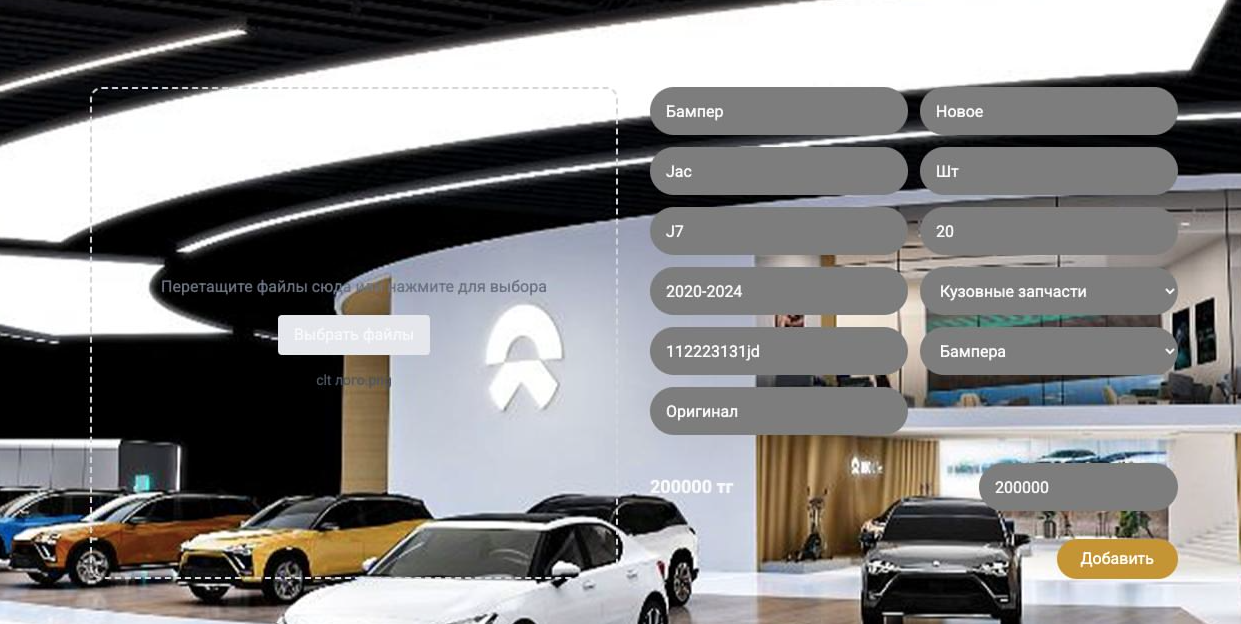 Перетащите файлы сюда или нажмите для выбора
Выбрать файлы
clt лого.png
Бампер
Новое
Jac
Шт
J7
20
2020-2024
Кузовные запчасти
112223131jd
Бампера
Оригинал
200000 тг
200000
Добавить